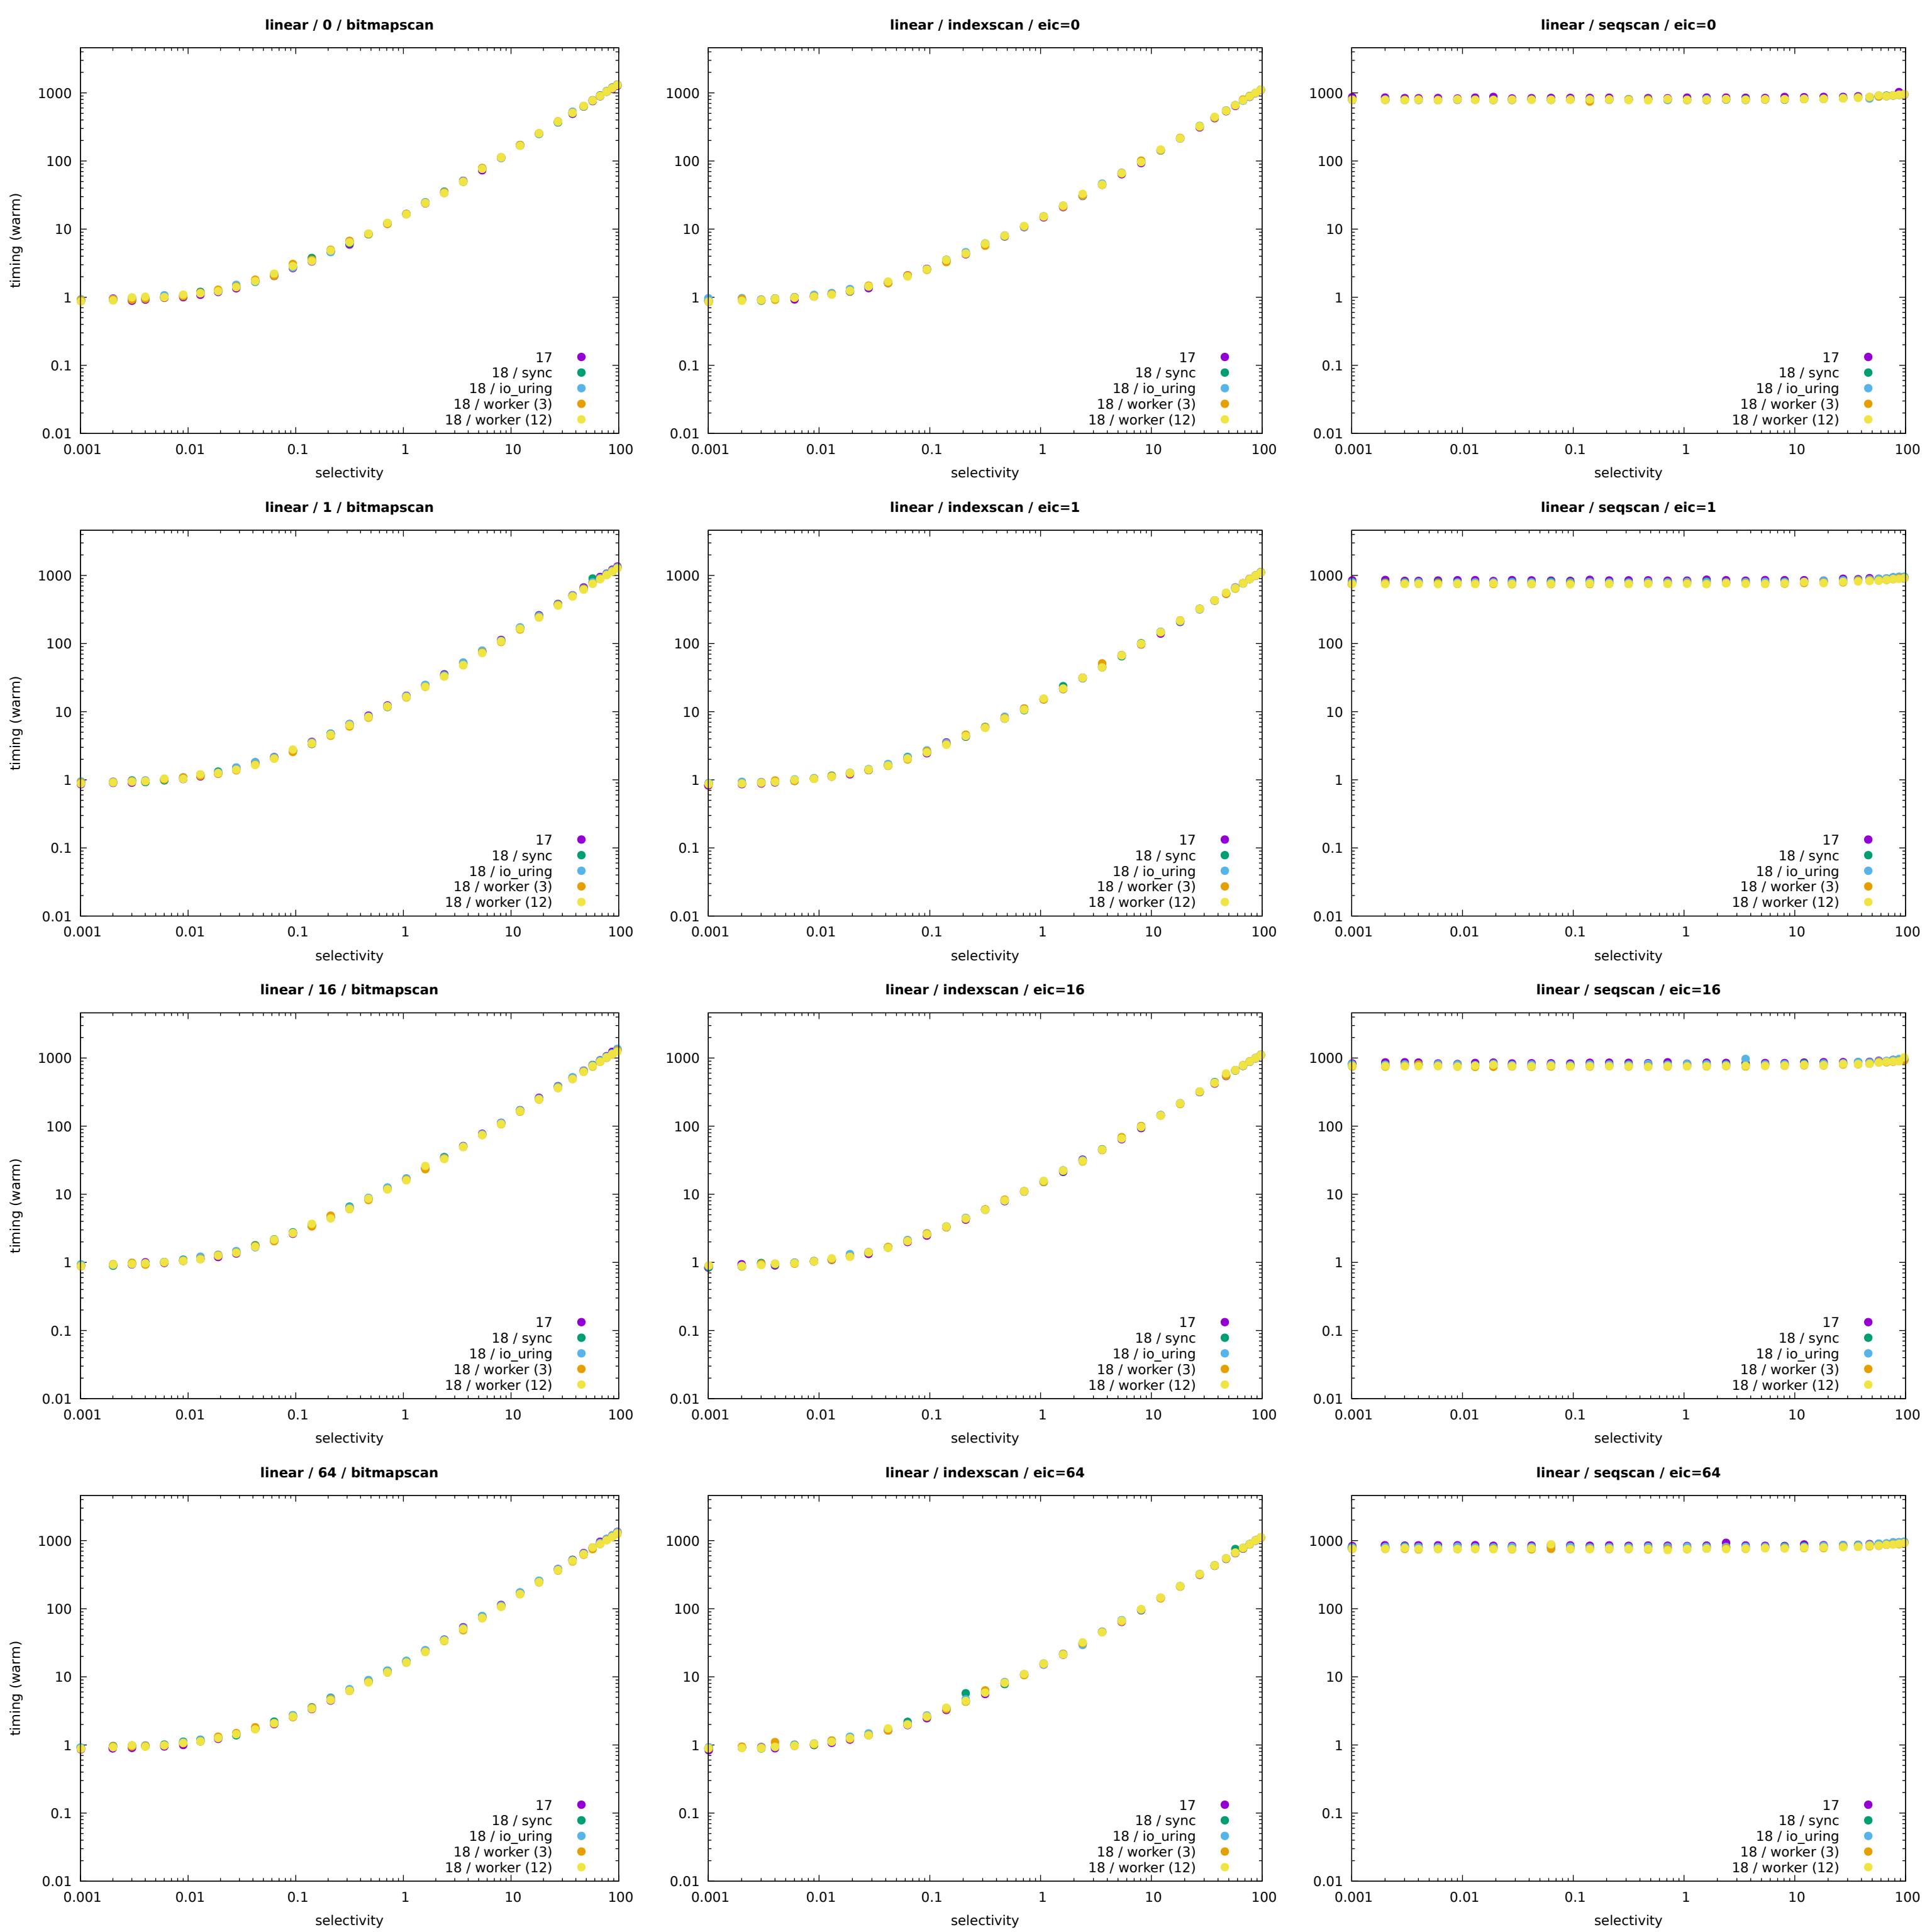 linear / 0 / bitmapscan
timing (warm)
1000
100
10
1
0.1
0.01
17
18 / sync
18 / io_uring
18 / worker (3)
18 / worker (12)
0.001
0.01
0.1
1
10
100
selectivity
linear / indexscan / eic=0
1000
100
10
1
0.1
0.01
17
18 / sync
18 / io_uring
18 / worker (3)
18 / worker (12)
0.001
0.01
0.1
1
10
100
selectivity
linear / seqscan / eic=0
1000
100
10
1
0.1
0.01
17
18 / sync
18 / io_uring
18 / worker (3)
18 / worker (12)
0.001
0.01
0.1
1
10
100
selectivity
linear / 1 / bitmapscan
timing (warm)
1000
100
10
1
0.1
0.01
17
18 / sync
18 / io_uring
18 / worker (3)
18 / worker (12)
0.001
0.01
0.1
1
10
100
selectivity
linear / indexscan / eic=1
1000
100
10
1
0.1
0.01
17
18 / sync
18 / io_uring
18 / worker (3)
18 / worker (12)
0.001
0.01
0.1
1
10
100
selectivity
linear / seqscan / eic=1
1000
100
10
1
0.1
0.01
17
18 / sync
18 / io_uring
18 / worker (3)
18 / worker (12)
0.001
0.01
0.1
1
10
100
selectivity
linear / 16 / bitmapscan
timing (warm)
1000
100
10
1
0.1
0.01
17
18 / sync
18 / io_uring
18 / worker (3)
18 / worker (12)
0.001
0.01
0.1
1
10
100
selectivity
linear / indexscan / eic=16
1000
100
10
1
0.1
0.01
17
18 / sync
18 / io_uring
18 / worker (3)
18 / worker (12)
0.001
0.01
0.1
1
10
100
selectivity
linear / seqscan / eic=16
1000
100
10
1
0.1
0.01
17
18 / sync
18 / io_uring
18 / worker (3)
18 / worker (12)
0.001
0.01
0.1
1
10
100
selectivity
linear / 64 / bitmapscan
timing (warm)
1000
100
10
1
0.1
0.01
17
18 / sync
18 / io_uring
18 / worker (3)
18 / worker (12)
0.001
0.01
0.1
1
10
100
selectivity
linear / indexscan / eic=64
1000
100
10
1
0.1
0.01
17
18 / sync
18 / io_uring
18 / worker (3)
18 / worker (12)
0.001
0.01
0.1
1
10
100
selectivity
linear / seqscan / eic=64
1000
100
10
1
0.1
0.01
17
18 / sync
18 / io_uring
18 / worker (3)
18 / worker (12)
0.001
0.01
0.1
1
10
100
selectivity